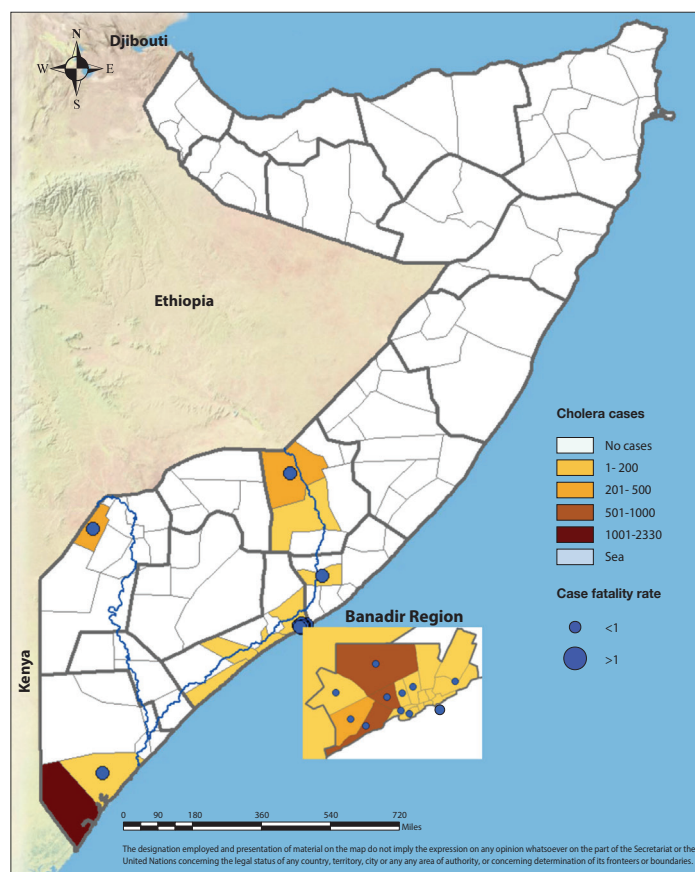 Djibouti
N
W
E
S
Ethiopia
Kenya
Cholera cases
No cases
1- 200
201- 500
501-1000
1001-2330
Sea
Case fatality rate
<1
>1
Banadir Region
0 90 180 360 540 720
Miles
The designation employed and presentation of material on the map do not imply the expression on any opinion whatsoever on the part of the Secretariat or the
United Nations concerning the legal status of any country, territory, city or any any area of authority, or concerning determination of its fronteers or boundaries.